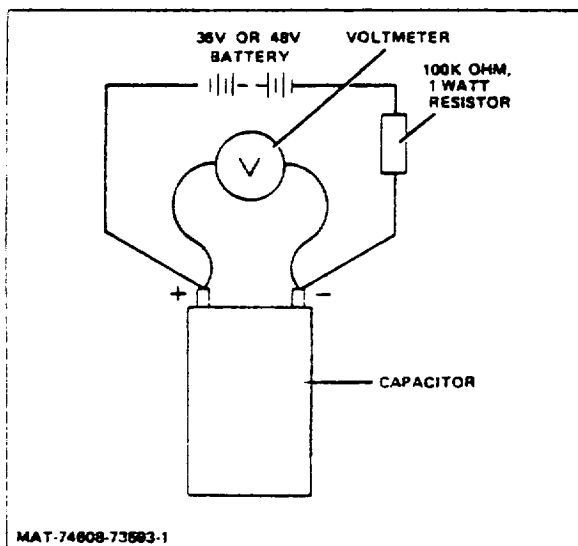 36V OR 48V
BATTERY
VOLTMETER
100K OHM,
1 WATT
RESISTOR
V
+
-
CAPACITOR
MAT-74608-73593-1